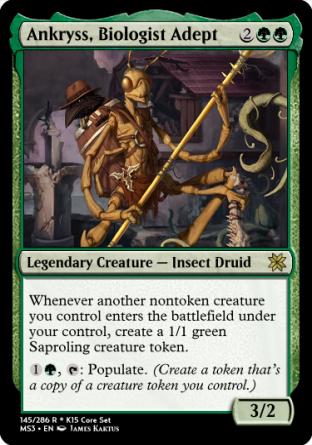 Ankryss, Biologist Adept 2
Legendary Creature — Insect Druid
Whenever another nontoken creature
you control enters the battlefield under
your control, create a 1/1 green
Saproling creature token.
1 , : Populate. (Create a token that's
a copy of a creature token you control.)
3/2
145/286 R * K15 Core Set
MS3 • EN James Kaktus